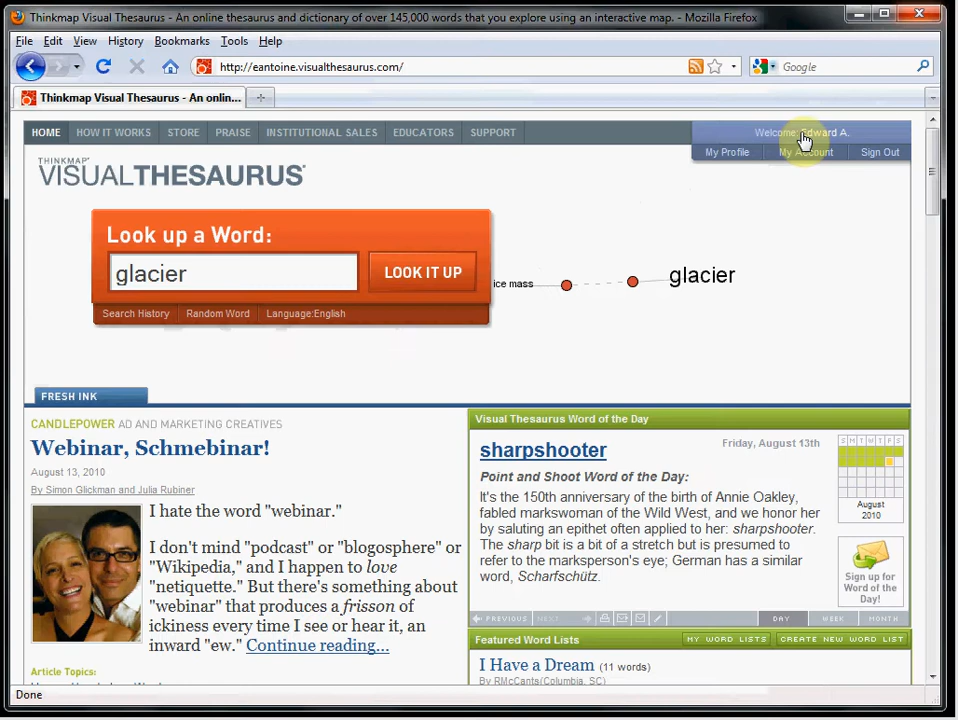 Thinkmap Visual Thesaurus - An online thesaurus and dictionary of over 145,000 words that you explore using an interactive map. - Mozilla Firefox
File Edit View History Bookmarks Tools Help
http://eantoine.visualthesaurus.com/
Google
Thinkmap Visual Thesaurus - An onlin...
HOME HOW IT WORKS STORE PRAISE INSTITUTIONAL SALES EDUCATORS SUPPORT
Welcome: Edward A.
My Profile My Account Sign Out
THINKMAP
VISUALTHESAURUS
Look up a Word:
glacier
LOOK IT UP
Search History Random Word Language:English
ice mass
glacier
FRESH INK
CANDLEPOWER AD AND MARKETING CREATIVES
Webinar, Schmebinar!
August 13, 2010
By Simon Glickman and Julia Rubiner
I hate the word "webinar."
I don't mind "podcast" or "blogosphere" or
"Wikipedia," and I happen to love
"netiquette." But there's something about
"webinar" that produces a frisson of
ickiness every time I see or hear it, an
inward "ew." Continue reading...
Article Topics:
Visual Thesaurus Word of the Day
sharpshooter
Friday, August 13th
Point and Shoot Word of the Day:
It's the 150th anniversary of the birth of Annie Oakley,
fabled markswoman of the Wild West, and we honor her
by saluting an epithet often applied to her: sharpshooter.
The sharp bit is a bit of a stretch but is presumed to
refer to the marksperson's eye; German has a similar
word, Scharfschütz.
S M T W T F S
August
2010
Sign up for
Word of the
Day!
PREVIOUS NEXT DAY WEEK MONTH
Featured Word Lists MY WORD LISTS CREATE NEW WORD LIST
I Have a Dream (11 words)
By RMcCants(Columbia, SC)
Done